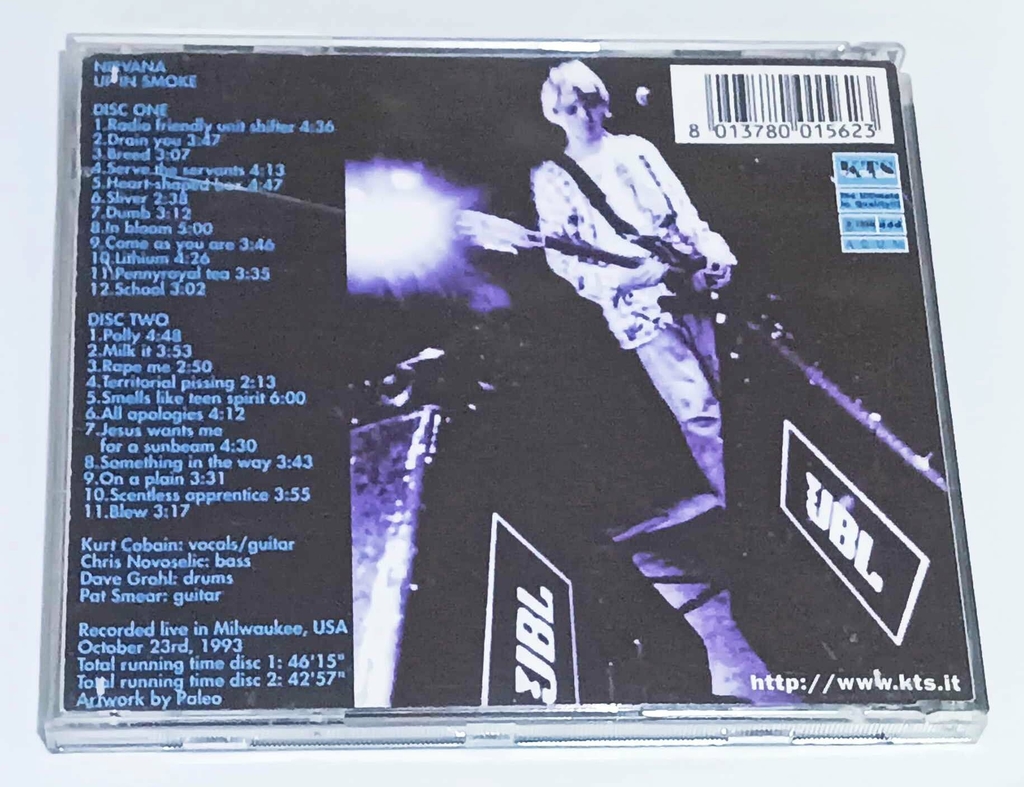 NIRVANA
UP IN SMOKE
DISC ONE
1.Radio friendly unit shifter 4:36
2.Drain you 3:47
3.Breed 3:07
4.Serve the servants 4:13
5.Heart-shaped box 4:47
6.Sliver 2:38
7.Dumb 3:12
8.In bloom 5:00
9.Come as you are 3:46
10.Lithium 4:26
11.Pennyroyal tea 3:35
12.School 3:02
DISC TWO
1.Polly 4:48
2.Milk it 3:53
3.Rape me 2:50
4.Territorial pissing 2:13
5.Smells like teen spirit 6:00
6.All apologies 4:12
7.Jesus wants me
for a sunbeam 4:30
8.Something in the way 3:43
9.On a plain 3:31
10.Scentless apprentice 3:55
11.Blew 3:17
Kurt Cobain: vocals/guitar
Chris Novoselic: bass
Dave Grohl: drums
Pat Smear: guitar
Recorded live in Milwaukee, USA
October 23rd, 1993
Total running time disc 1: 46'15"
Total running time disc 2: 42'57"
Artwork by Paleo
8 013780 015623
KTS
The Ultimate
In Quality!!!
JBL
JBL
http://www.kts.it